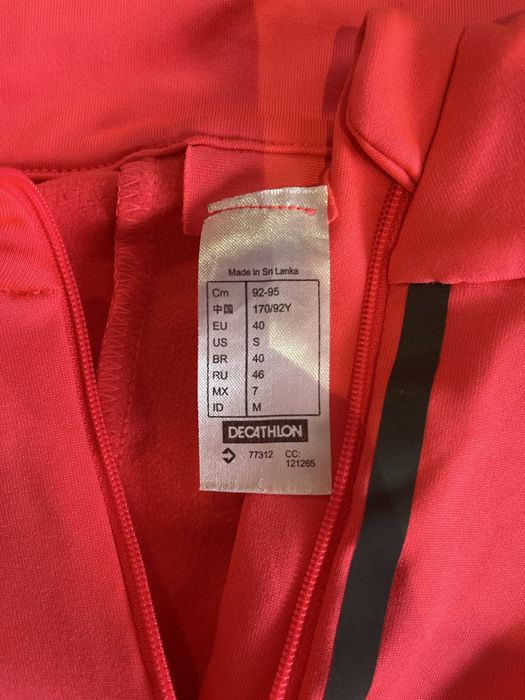 Made in Sri Lanka
Cm 92-95
中国 170/92Y
EU 40
US S
BR 40
RU 46
MX 7
ID M
DECATHLON
77312 CC:
121265